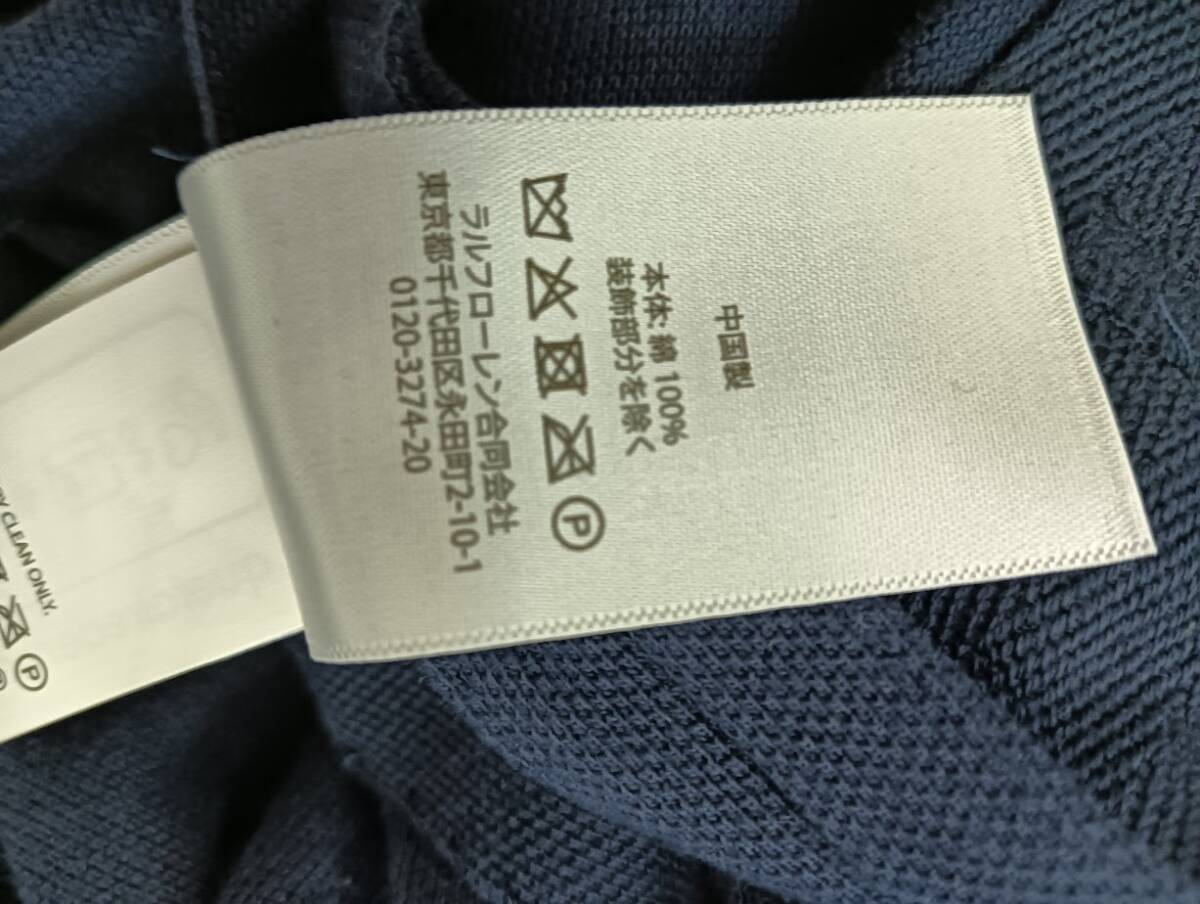 中国製
本体: 綿 100%
装飾部分を除く
P
ラルフローレン合同会社
東京都千代田区永田町2-10-1
0120-3274-20
CLEAN ONLY.
P